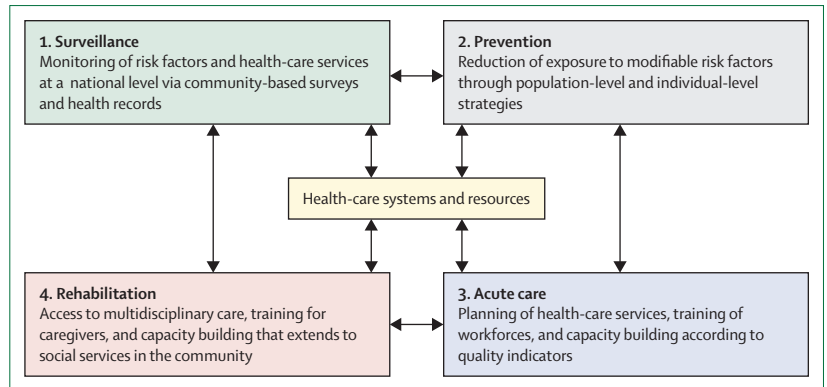 1. Surveillance
Monitoring of risk factors and health-care services
at a national level via community-based surveys
and health records
2. Prevention
Reduction of exposure to modifiable risk factors
through population-level and individual-level
strategies
Health-care systems and resources
4. Rehabilitation
Access to multidisciplinary care, training for
caregivers, and capacity building that extends to
social services in the community
3. Acute care
Planning of health-care services, training of
workforces, and capacity building according to
quality indicators